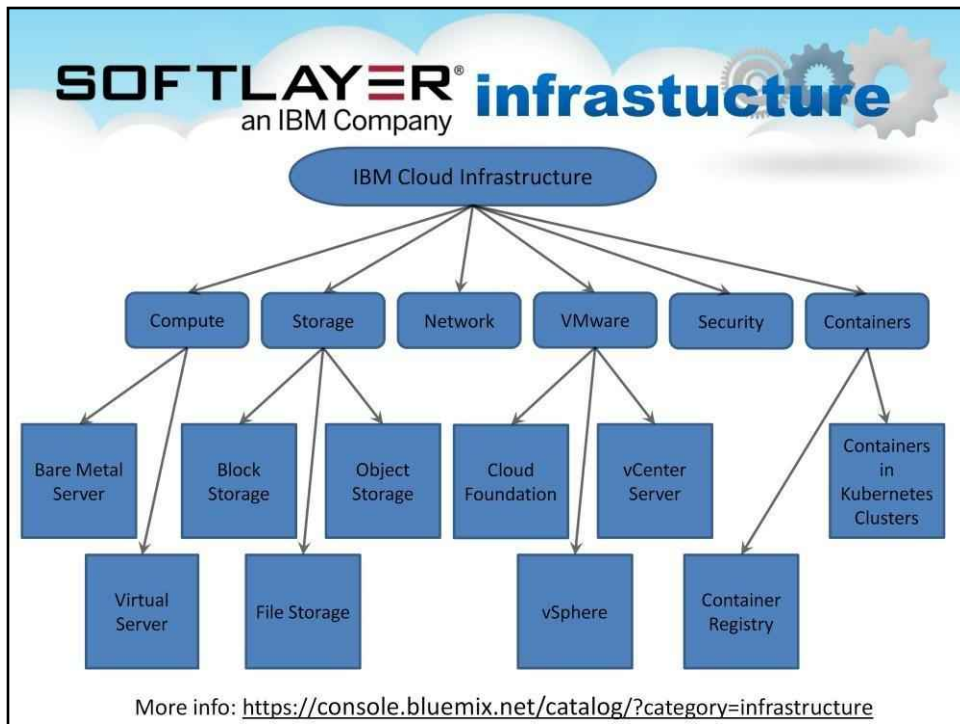 SOFTLAYER® infrastucture
an IBM Company
IBM Cloud Infrastructure
Compute
Storage
Network
VMware
Security
Containers
Bare Metal
Server
Block
Storage
Object
Storage
Cloud
Foundation
vCenter
Server
Containers
in
Kubernetes
Clusters
Virtual
Server
File Storage
vSphere
Container
Registry
More info: https://console.bluemix.net/catalog/?category=infrastructure